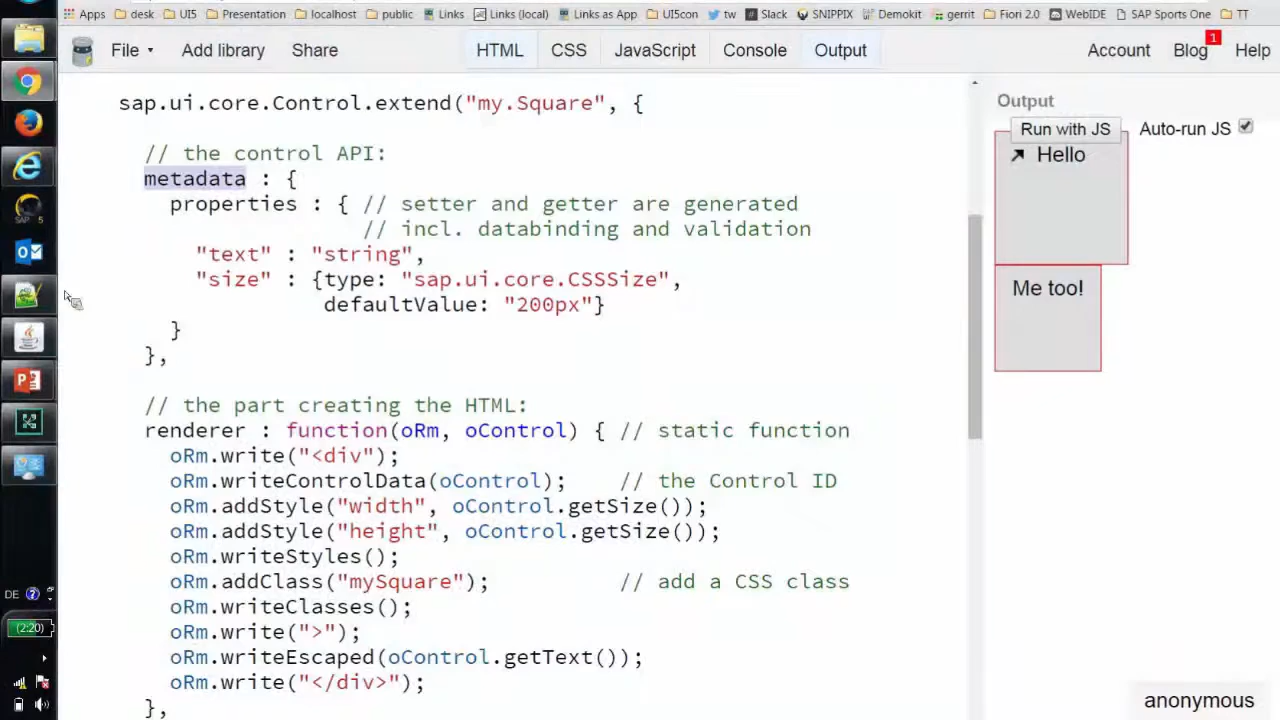 Apps desk UI5 Presentation localhost public Links Links (local) Links as App UI5con tw Slack SNIPPIX Demokit gerrit Fiori 2.0 WebIDE SAP Sports One TT
File Add library Share HTML CSS JavaScript Console Output Account Blog 1 Help
sap.ui.core.Control.extend("my.Square", {
// the control API:
metadata : {
properties : { // setter and getter are generated
// incl. databinding and validation
"text" : "string",
"size" : {type: "sap.ui.core.CSSSize",
defaultValue: "200px"}
}
},
// the part creating the HTML:
renderer : function(oRm, oControl) { // static function
oRm.write("<div");
oRm.writeControlData(oControl); // the Control ID
oRm.addStyle("width", oControl.getSize());
oRm.addStyle("height", oControl.getSize());
oRm.writeStyles();
oRm.addClass("mySquare"); // add a CSS class
oRm.writeClasses();
oRm.write(">");
oRm.writeEscaped(oControl.getText());
oRm.write("</div>");
},
Output
Run with JS Auto-run JS
Hello
Me too!
anonymous
SAP 5
DE
(2:20)